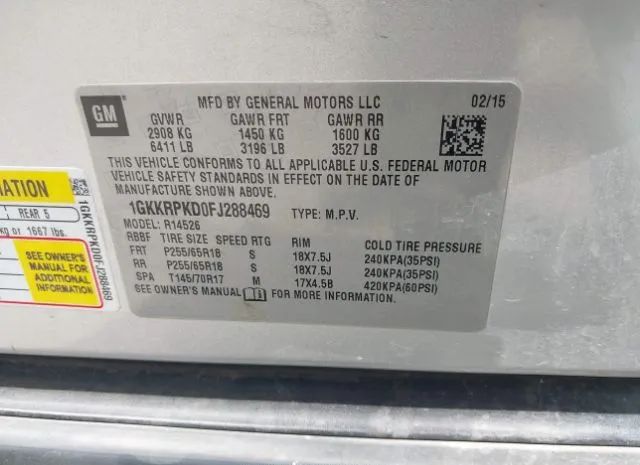 GM
MFD BY GENERAL MOTORS LLC 02/15
GVWR GAWR FRT GAWR RR
2908 KG 1450 KG 1600 KG
6411 LB 3196 LB 3527 LB
THIS VEHICLE CONFORMS TO ALL APPLICABLE U.S. FEDERAL MOTOR
VEHICLE SAFETY STANDARDS IN EFFECT ON THE DATE OF
MANUFACTURE SHOWN ABOVE.
1GKKRPKD0FJ288469 TYPE: M.P.V.
MODEL: R14526
RBBF TIRE SIZE SPEED RTG RIM COLD TIRE PRESSURE
FRT P255/65R18 S 18X7.5J 240KPA(35PSI)
RR P255/65R18 S 18X7.5J 240KPA(35PSI)
SPA T145/70R17 M 17X4.5B 420KPA(60PSI)
SEE OWNER'S MANUAL FOR MORE INFORMATION.
MATION
REAR 5
kg or 1667 lbs.
SEE OWNER'S
MANUAL FOR
ADDITIONAL
INFORMATION
1GKKRPKD0FJ288469